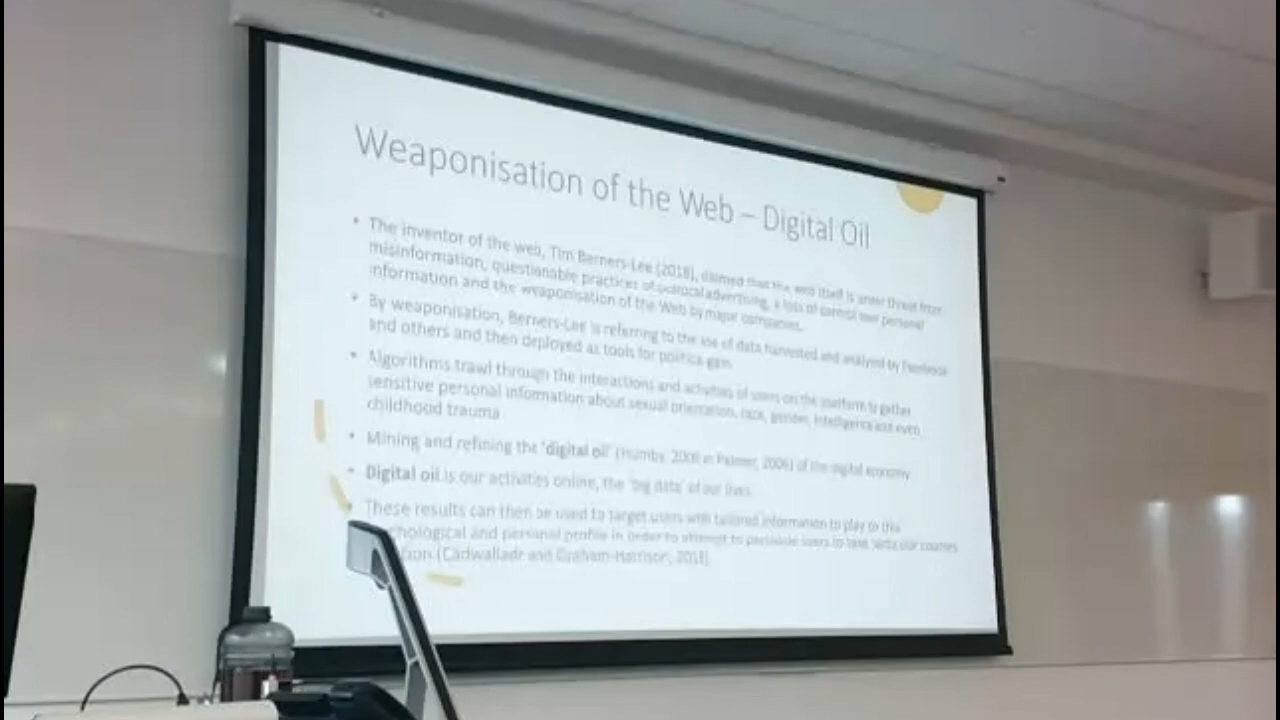 Weaponisation of the Web – Digital Oil
• The inventor of the web, Tim Berners-Lee (2018), claimed that the web itself is under threat from
misinformation, questionable practices of political advertising, a loss of control over personal
information and the weaponisation of the Web by major companies.
• By weaponisation, Berners-Lee is referring to the use of data harvested and analysed by Facebook
and others and then deployed as tools for political gain.
• Algorithms trawl through the interactions and activities of users on the platform to gather
sensitive personal information about sexual orientation, race, gender, intelligence and even
childhood trauma
• Mining and refining the 'digital oil' (Humby, 2006 in Palmer, 2006) of the digital economy
• Digital oil is our activities online, the 'big data' of our lives.
These results can then be used to target users with tailored information to play to this
chological and personal profile in order to attempt to persuade users to take courses
(Cadwalladr and Graham-Harrison, 2018)